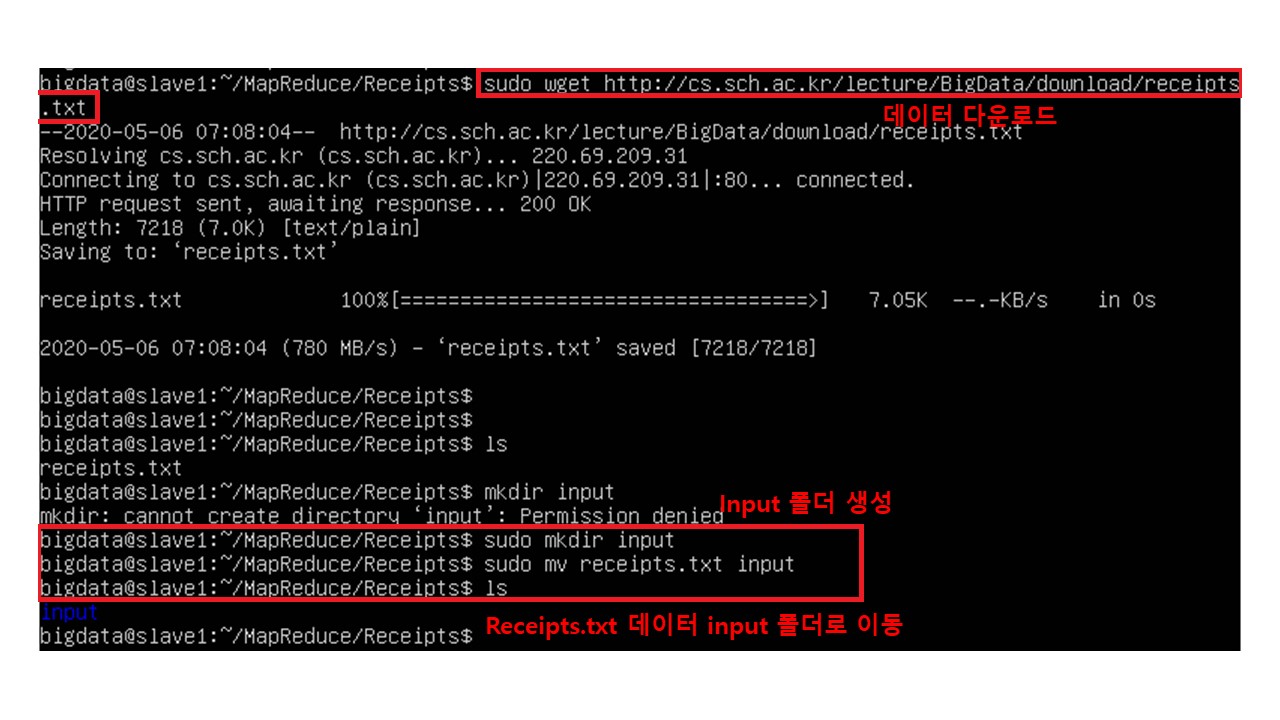 bigdata@slave1:~/MapReduce/Receipts$ sudo wget http://cs.sch.ac.kr/lecture/BigData/download/receipts
.txt
데이터 다운로드
--2020-05-06 07:08:04-- http://cs.sch.ac.kr/lecture/BigData/download/receipts.txt
Resolving cs.sch.ac.kr (cs.sch.ac.kr)... 220.69.209.31
Connecting to cs.sch.ac.kr (cs.sch.ac.kr)|220.69.209.31|:80... connected.
HTTP request sent, awaiting response... 200 OK
Length: 7218 (7.0K) [text/plain]
Saving to: ‘receipts.txt’
receipts.txt 100%[==================================>] 7.05K --.-KB/s in 0s
2020-05-06 07:08:04 (780 MB/s) - ‘receipts.txt’ saved [7218/7218]
bigdata@slave1:~/MapReduce/Receipts$
bigdata@slave1:~/MapReduce/Receipts$
bigdata@slave1:~/MapReduce/Receipts$ ls
receipts.txt
bigdata@slave1:~/MapReduce/Receipts$ mkdir input
Input 폴더 생성
mkdir: cannot create directory ‘input’: Permission denied
bigdata@slave1:~/MapReduce/Receipts$ sudo mkdir input
bigdata@slave1:~/MapReduce/Receipts$ sudo mv receipts.txt input
bigdata@slave1:~/MapReduce/Receipts$ ls
input
Receipts.txt 데이터 input 폴더로 이동
bigdata@slave1:~/MapReduce/Receipts$